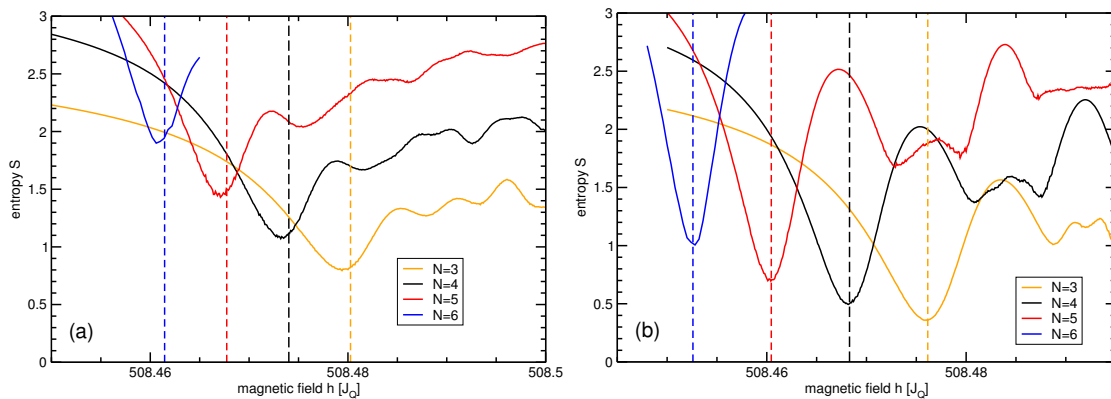 3
2.5
2
1.5
1
0.5
0
entropy S
508.46
508.48
508.5
magnetic field h [J_Q]
(a)
N=3
N=4
N=5
N=6
3
2.5
2
1.5
1
0.5
0
entropy S
508.46
508.48
magnetic field h [J_Q]
(b)
N=3
N=4
N=5
N=6